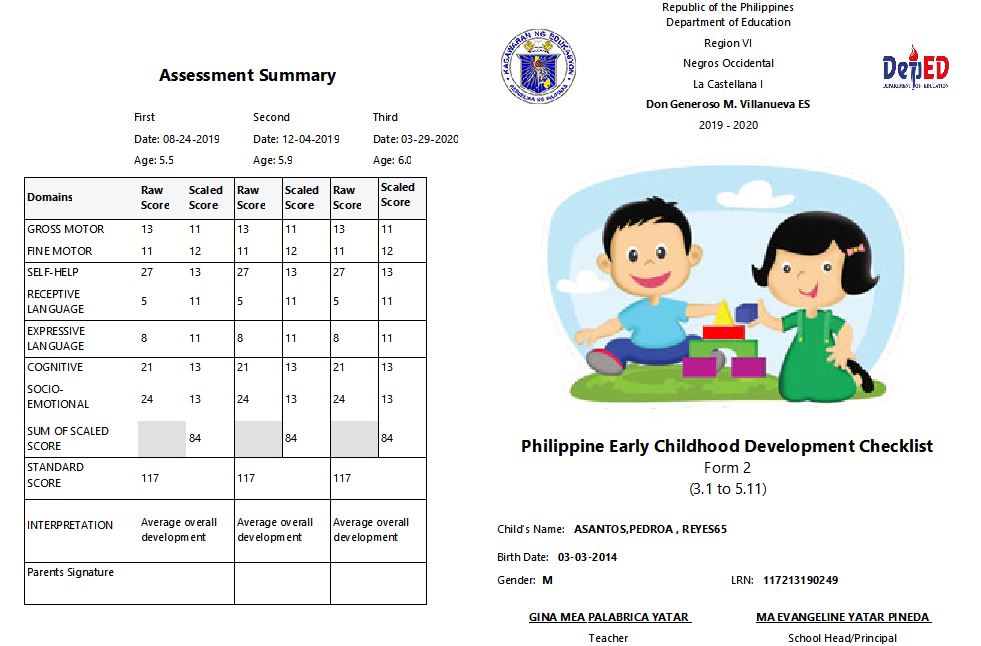 Assessment Summary
First Second Third
Date: 08-24-2019 Date: 12-04-2019 Date: 03-29-2020
Age: 5.5 Age: 5.9 Age: 6.0
Domains Raw Score Scaled Score Raw Score Scaled Score Raw Score Scaled Score
GROSS MOTOR 13 11 13 11 13 11
FINE MOTOR 11 12 11 12 11 12
SELF-HELP 27 13 27 13 27 13
RECEPTIVE
LANGUAGE 5 11 5 11 5 11
EXPRESSIVE
LANGUAGE 8 11 8 11 8 11
COGNITIVE 21 13 21 13 21 13
SOCIO-
EMOTIONAL 24 13 24 13 24 13
SUM OF SCALED
SCORE 84 84 84
STANDARD
SCORE 117 117 117
INTERPRETATION Average overall development Average overall development Average overall development
Parents Signature
Republic of the Philippines
Department of Education
Region VI
Negros Occidental
La Castellana I
Don Generoso M. Villanueva ES
2019 - 2020
KAGAWARAN NG EDUKASYON
REPUBLIKA NG PILIPINAS
DepED
DEPARTMENT OF EDUCATION
Philippine Early Childhood Development Checklist
Form 2
(3.1 to 5.11)
Child's Name: ASANTOS,PEDROA , REYES65
Birth Date: 03-03-2014
Gender: M LRN: 117213190249
GINA MEA PALABRICA YATAR MA EVANGELINE YATAR PINEDA
Teacher School Head/Principal